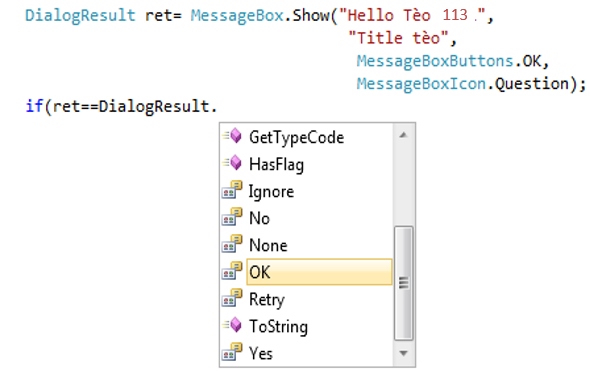 DialogResult ret= MessageBox.Show("Hello Tèo 113 .",
"Title tèo",
MessageBoxButtons.OK,
MessageBoxIcon.Question);
if(ret==DialogResult.
GetTypeCode
HasFlag
Ignore
No
None
OK
Retry
ToString
Yes